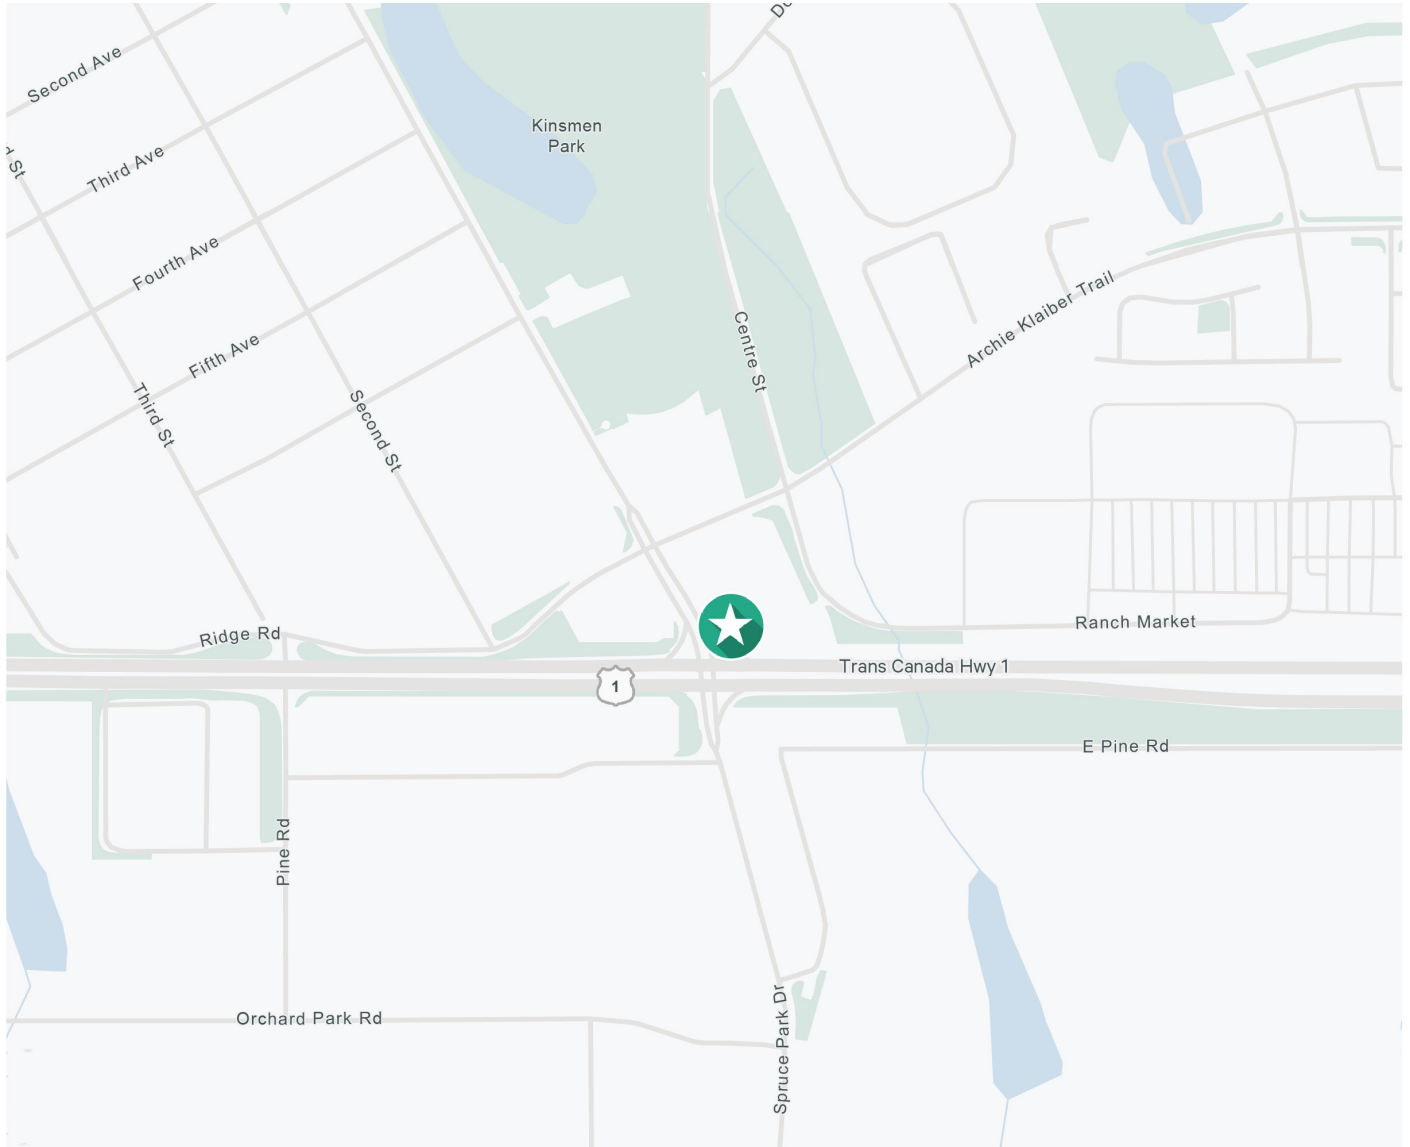 Second Ave
Kinsmen
Park
Third Ave
Fourth Ave
Fifth Ave
Centre St
Archie Klaiber Trail
Third St
Second St
Ridge Rd
Ranch Market
Trans Canada Hwy 1
1
E Pine Rd
Pine Rd
Orchard Park Rd
Spruce Park Dr